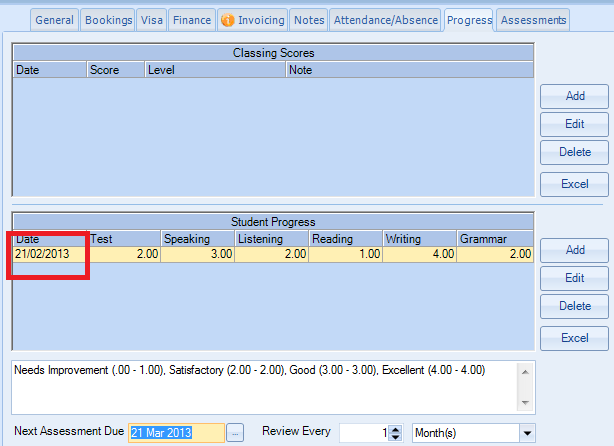 General Bookings Visa Finance Invoicing Notes Attendance/Absence Progress Assessments
Classing Scores
Date Score Level Note
Add
Edit
Delete
Excel
Student Progress
Date Test Speaking Listening Reading Writing Grammar
21/02/2013 2.00 3.00 2.00 1.00 4.00 2.00
Add
Edit
Delete
Excel
Needs Improvement (.00 - 1.00), Satisfactory (2.00 - 2.00), Good (3.00 - 3.00), Excellent (4.00 - 4.00)
Next Assessment Due 21 Mar 2013 ... Review Every 1 Month(s)